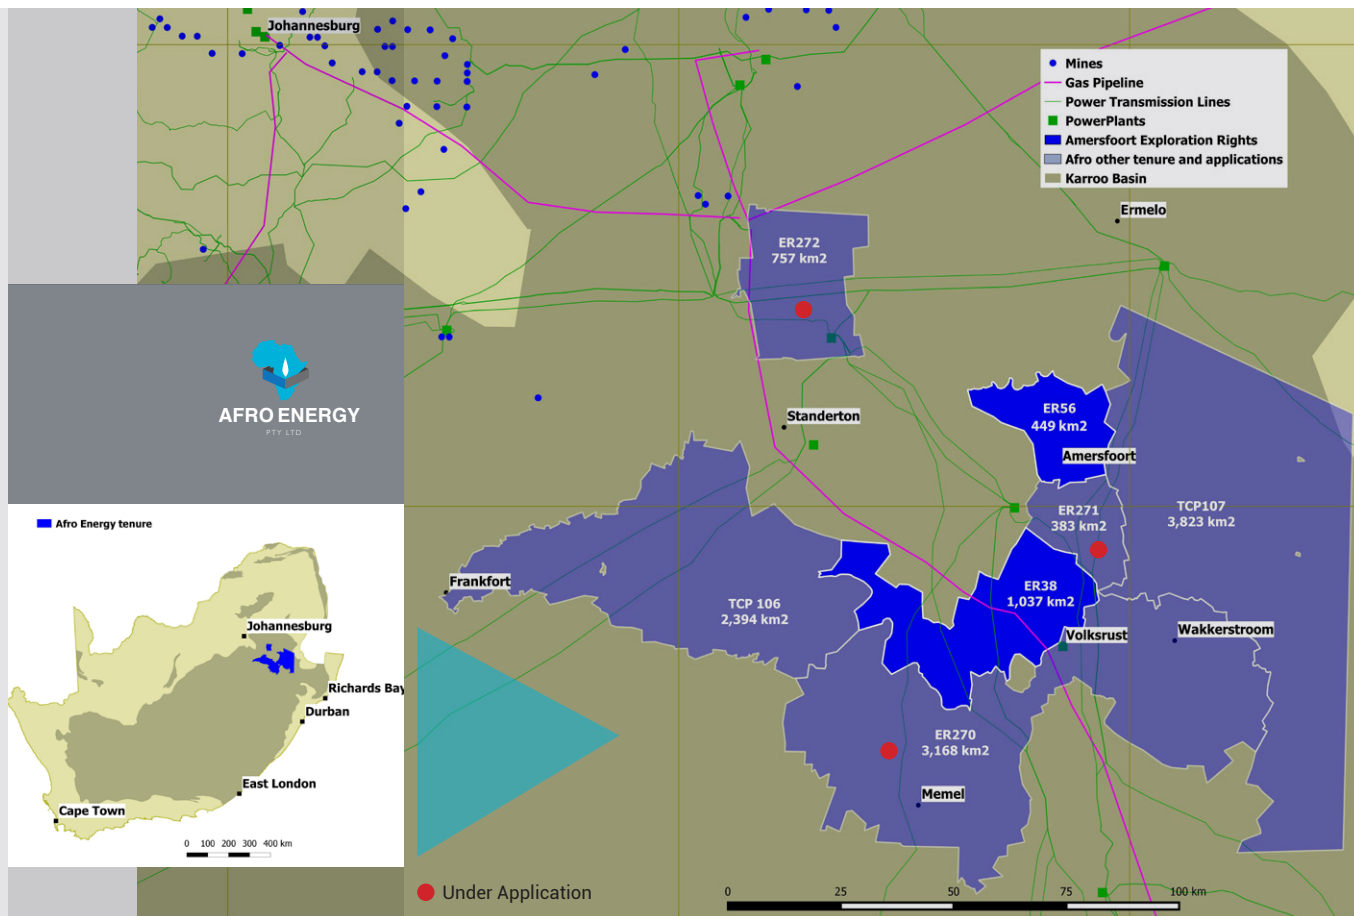 Johannesburg
Mines
Gas Pipeline
Power Transmission Lines
PowerPlants
Amersfoort Exploration Rights
Afro other tenure and applications
Karroo Basin
Ermelo
ER272
757 km2
AFRO ENERGY
PTY LTD
Standerton
ER56
449 km2
Amersfoort
ER271
383 km2
TCP107
3,823 km2
Afro Energy tenure
Frankfort
TCP 106
2,394 km2
ER38
1,037 km2
Volksrust
Wakkerstroom
Johannesburg
Richards Bay
Durban
East London
Cape Town
0 100 200 300 400 km
ER270
3,168 km2
Memel
Under Application
0 25 50 75 100 km